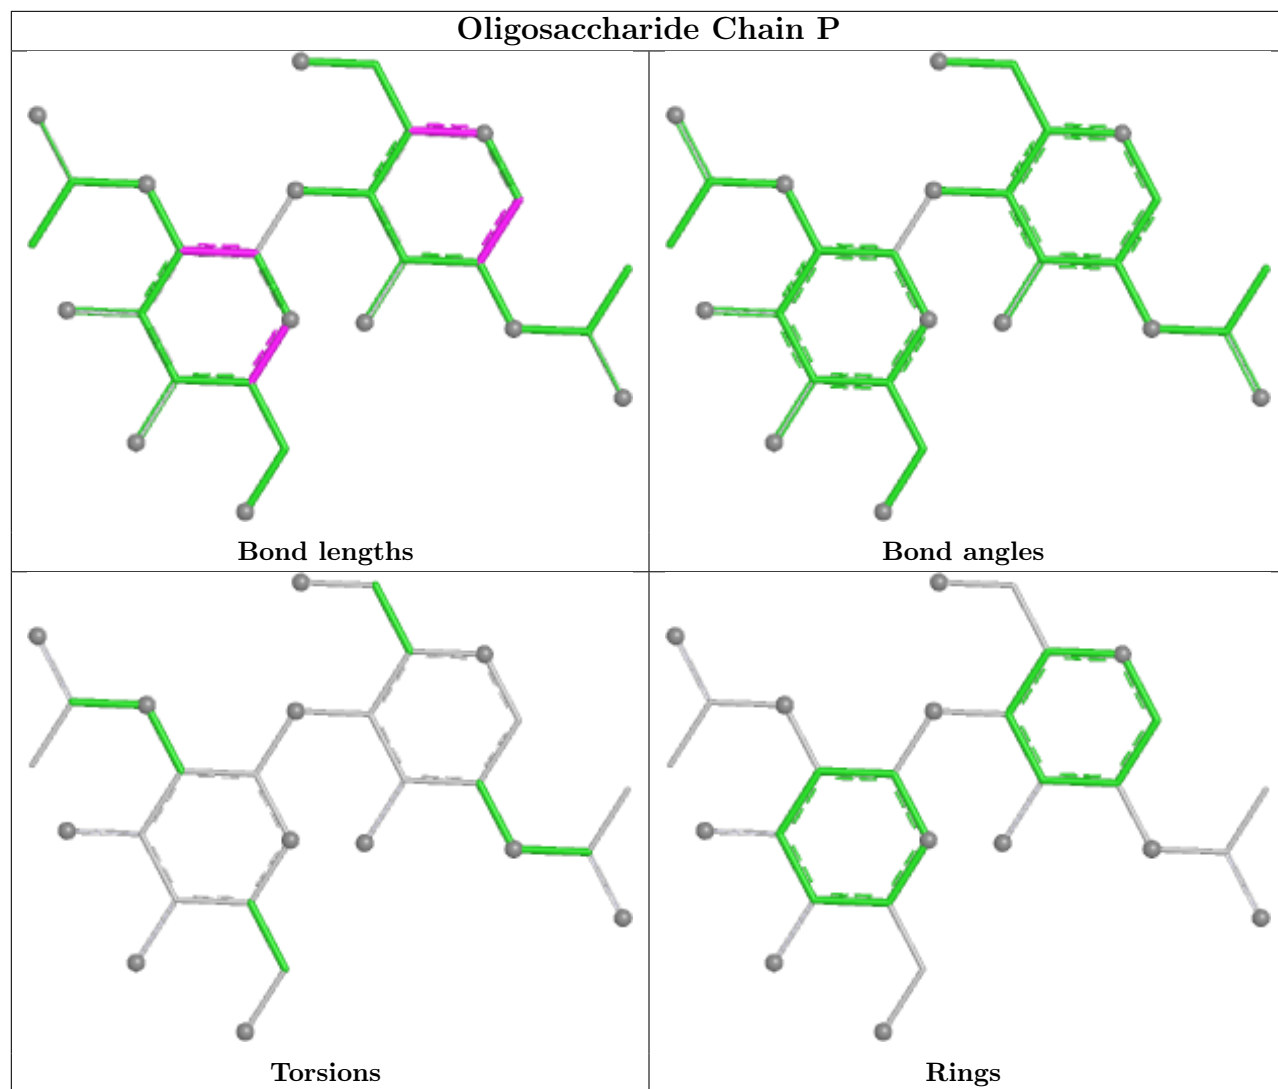 Oligosaccharide Chain P
Bond lengths
Bond angles
Torsions
Rings